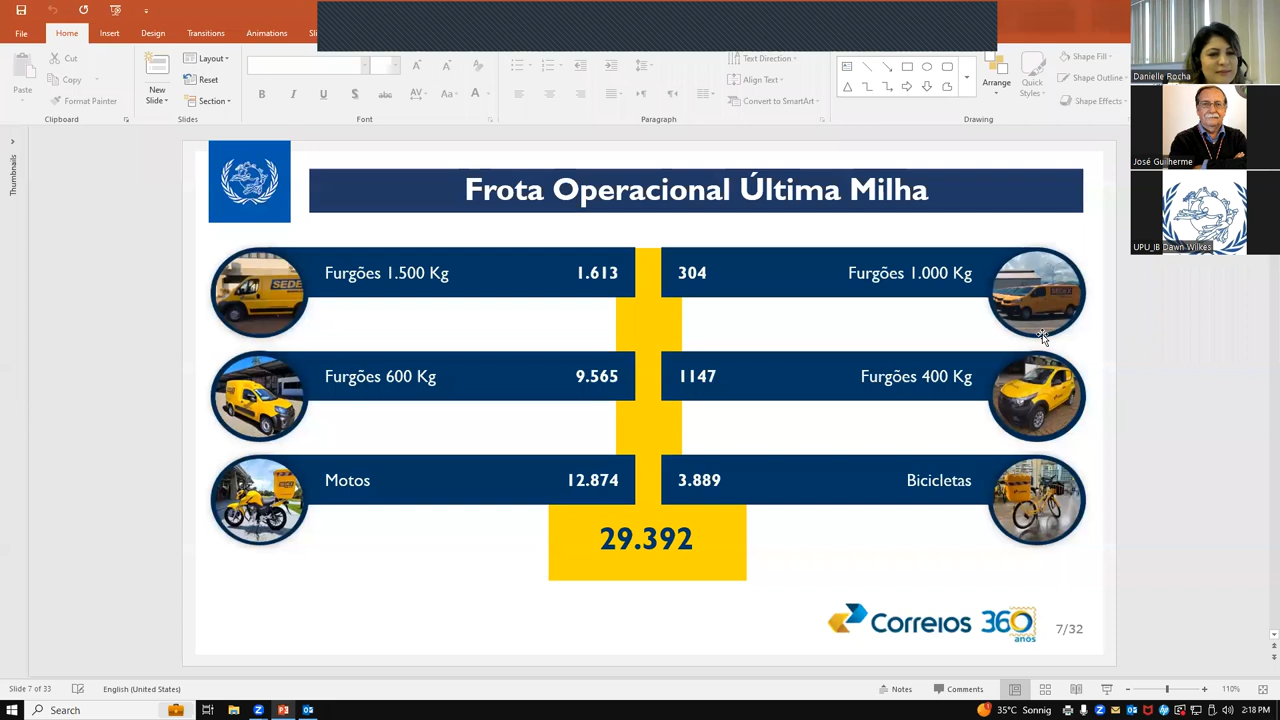 File
Home
Insert
Design
Transitions
Animations
Cut
Copy
Paste
Format Painter
Clipboard
New
Slide
Layout
Reset
Section
Slides
B
I
U
S
abc
AV
Aa
A
Font
Paragraph
Text Direction
Align Text
Convert to SmartArt
Drawing
Arrange
Quick
Styles
Shape Fill
Shape Outline
Shape Effects
Danielle Rocha
José Guilherme
UPU_IB Dawn Wilkes
Thumbnails
Frota Operacional Última Milha
Furgões 1.500 Kg 1.613
304 Furgões 1.000 Kg
Furgões 600 Kg 9.565
1147 Furgões 400 Kg
Motos 12.874
3.889 Bicicletas
29.392
SEDEX
Correios 360
anos
7/32
Slide 7 of 33
English (United States)
Notes
Comments
110%
Search
35°C Sonnig
2:18 PM